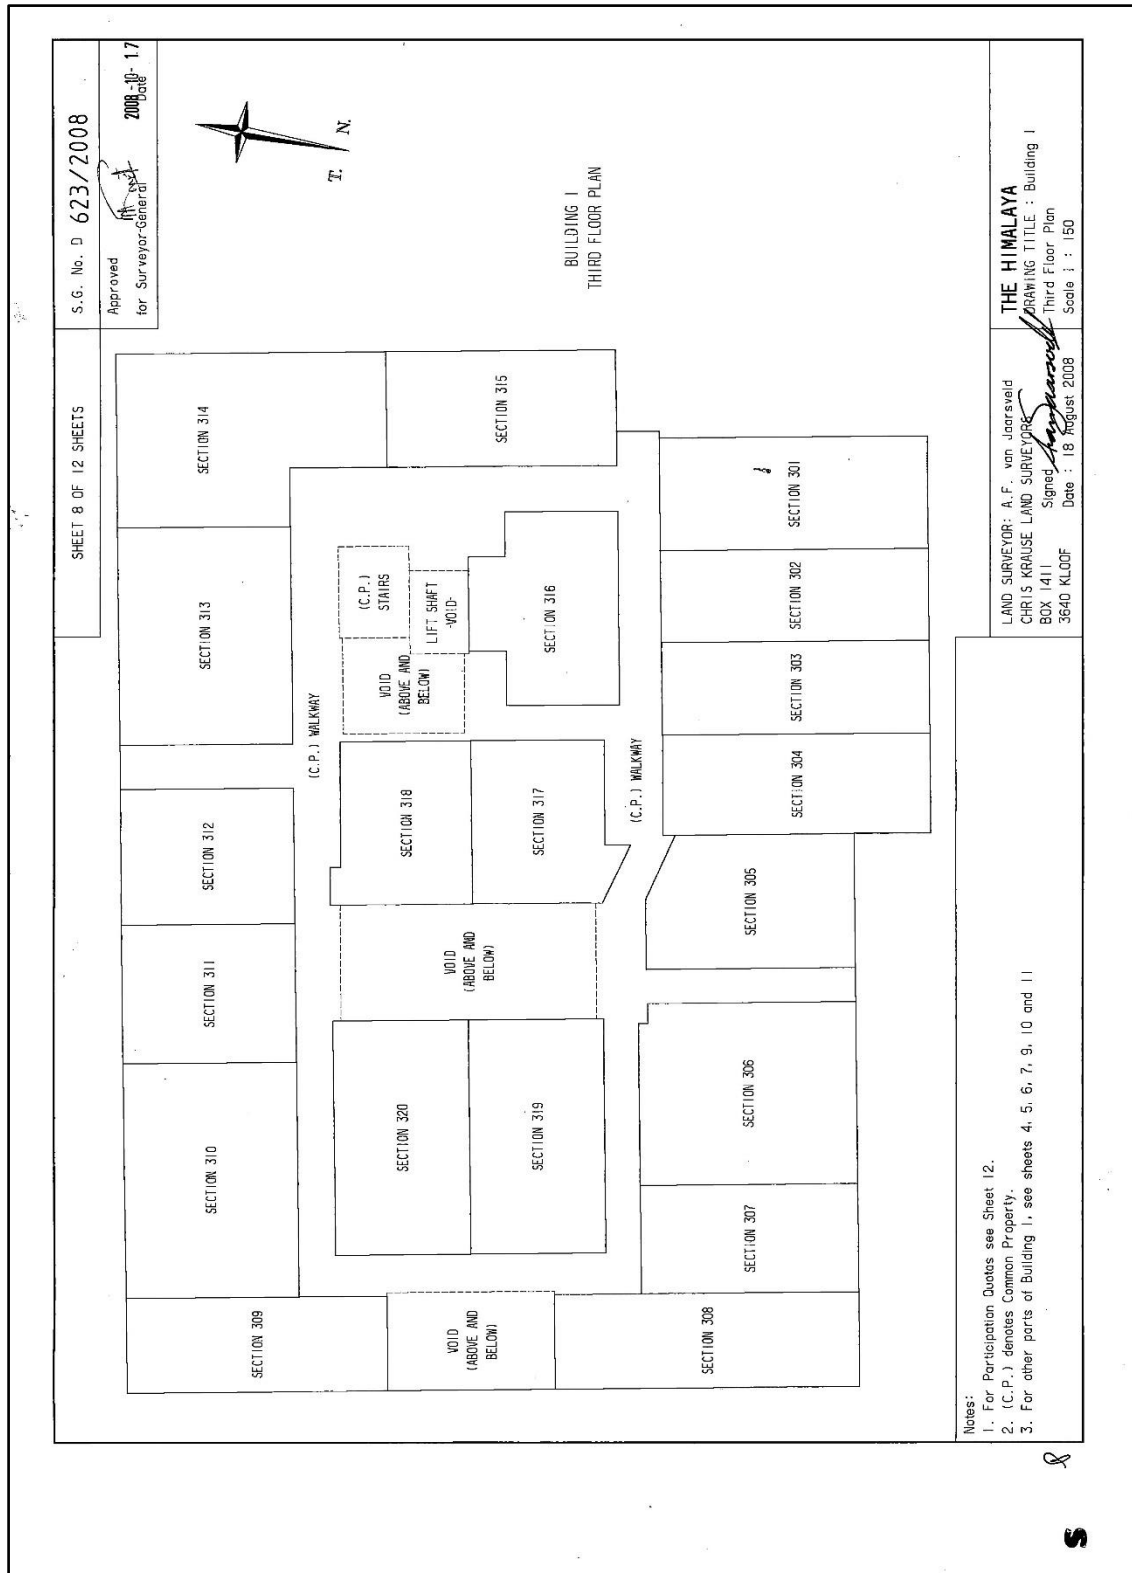 SHEET 8 OF 12 SHEETS
S.G. No. D 623/2008
Approved
for Surveyor-General
2008-10-17
Date
T. N.
BUILDING 1
THIRD FLOOR PLAN
SECTION 309
SECTION 310
SECTION 311
SECTION 312
SECTION 313
SECTION 314
(C.P.) WALKWAY
VOID
(ABOVE AND
BELOW)
SECTION 320
SECTION 319
VOID
(ABOVE AND
BELOW)
SECTION 318
SECTION 317
VOID
(ABOVE AND
BELOW)
(C.P.)
STAIRS
LIFT SHAFT
-VOID-
SECTION 316
SECTION 315
(C.P.) WALKWAY
SECTION 308
SECTION 307
SECTION 306
SECTION 305
SECTION 304
SECTION 303
SECTION 302
SECTION 301
Notes:
1. For Participation Quotas see Sheet 12.
2. (C.P.) denotes Common Property.
3. For other parts of Building 1, see sheets 4, 5, 6, 7, 9, 10 and 11
LAND SURVEYOR: A.F. van Jaarsveld
CHRIS KRAUSE LAND SURVEYORS
BOX 1411
3640 KLOOF
Signed
Date : 18 August 2008
THE HIMALAYA
DRAWING TITLE : Building 1
Third Floor Plan
Scale 1 : 150
S